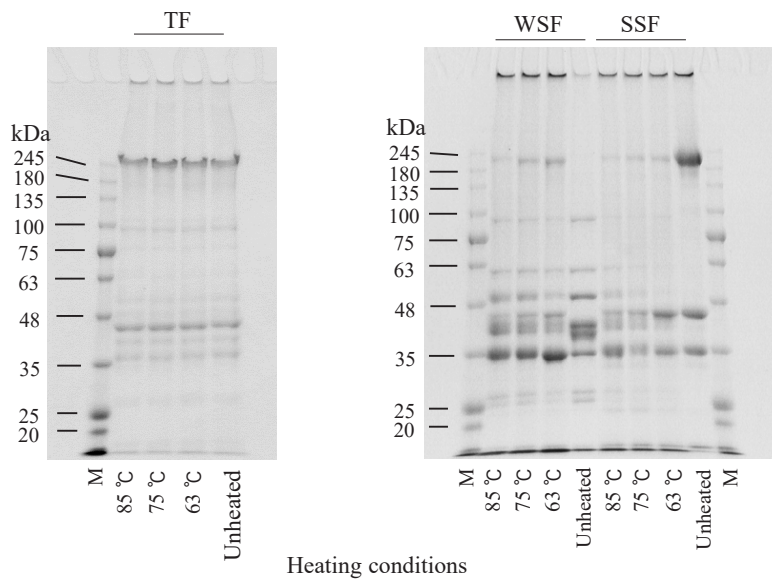 TF
kDa
245
180
135
100
75
63
48
35
25
20
M
85 ℃
75 ℃
63 ℃
Unheated
WSF SSF
kDa
245
180
135
100
75
63
48
35
25
20
M
85 ℃
75 ℃
63 ℃
Unheated
85 ℃
75 ℃
63 ℃
Unheated
M
Heating conditions